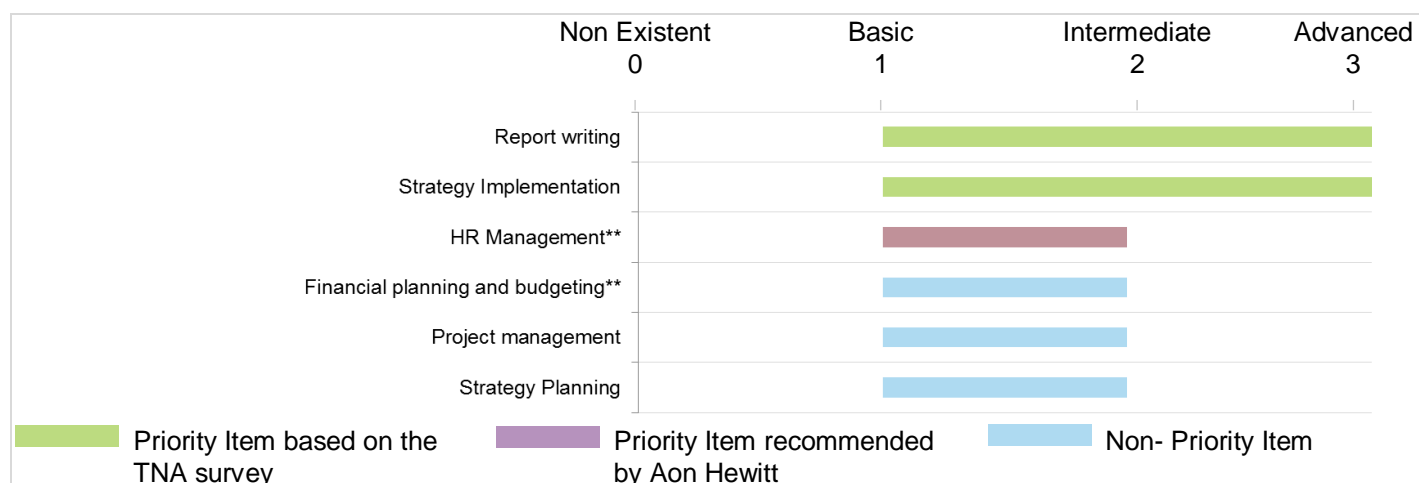 Non Existent Basic Intermediate Advanced
0 1 2 3
Report writing
Strategy Implementation
HR Management**
Financial planning and budgeting**
Project management
Strategy Planning
Priority Item based on the
TNA survey
Priority Item recommended
by Aon Hewitt
Non- Priority Item